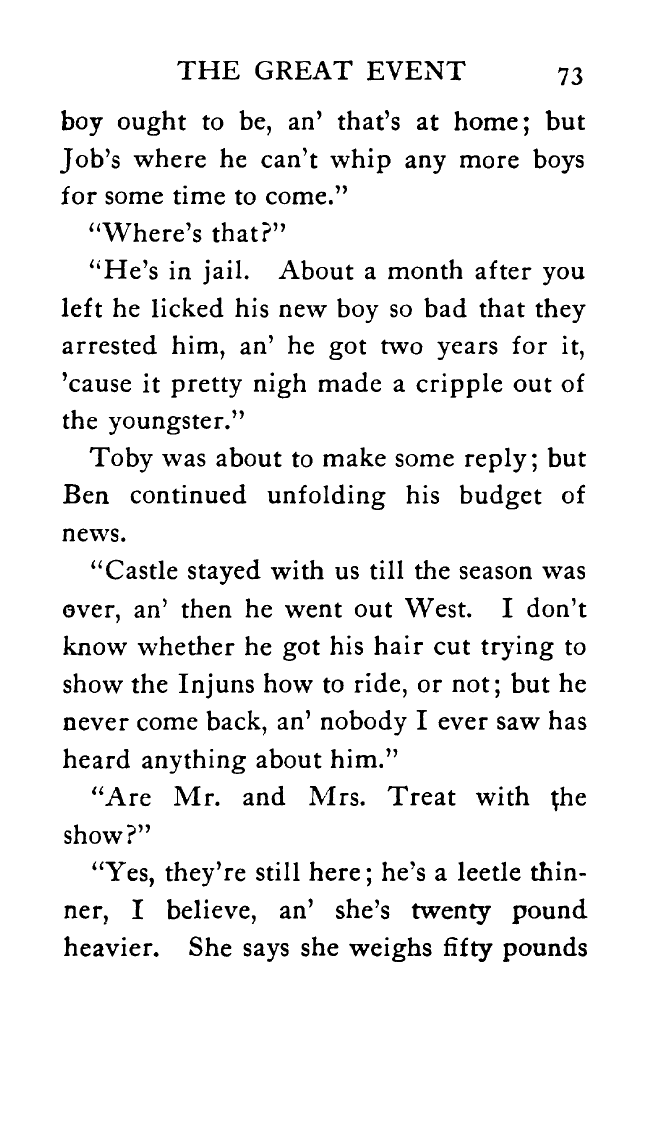 THE GREAT EVENT 73
boy ought to be, an’ that’s at home; but
Job’s where he can’t whip any more boys
for some time to come.”
“Where’s that?”
“He’s in jail. About a month after you
left he licked his new boy so bad that they
arrested him, an’ he got two years for it,
’cause it pretty nigh made a cripple out of
the youngster.”
Toby was about to make some reply; but
Ben continued unfolding his budget of
news.
“Castle stayed with us till the season was
over, an’ then he went out West. I don’t
know whether he got his hair cut trying to
show the Injuns how to ride, or not; but he
never come back, an’ nobody I ever saw has
heard anything about him.”
“Are Mr. and Mrs. Treat with the
show?”
“Yes, they’re still here; he’s a leetle thin-
ner, I believe, an’ she’s twenty pound
heavier. She says she weighs fifty pounds